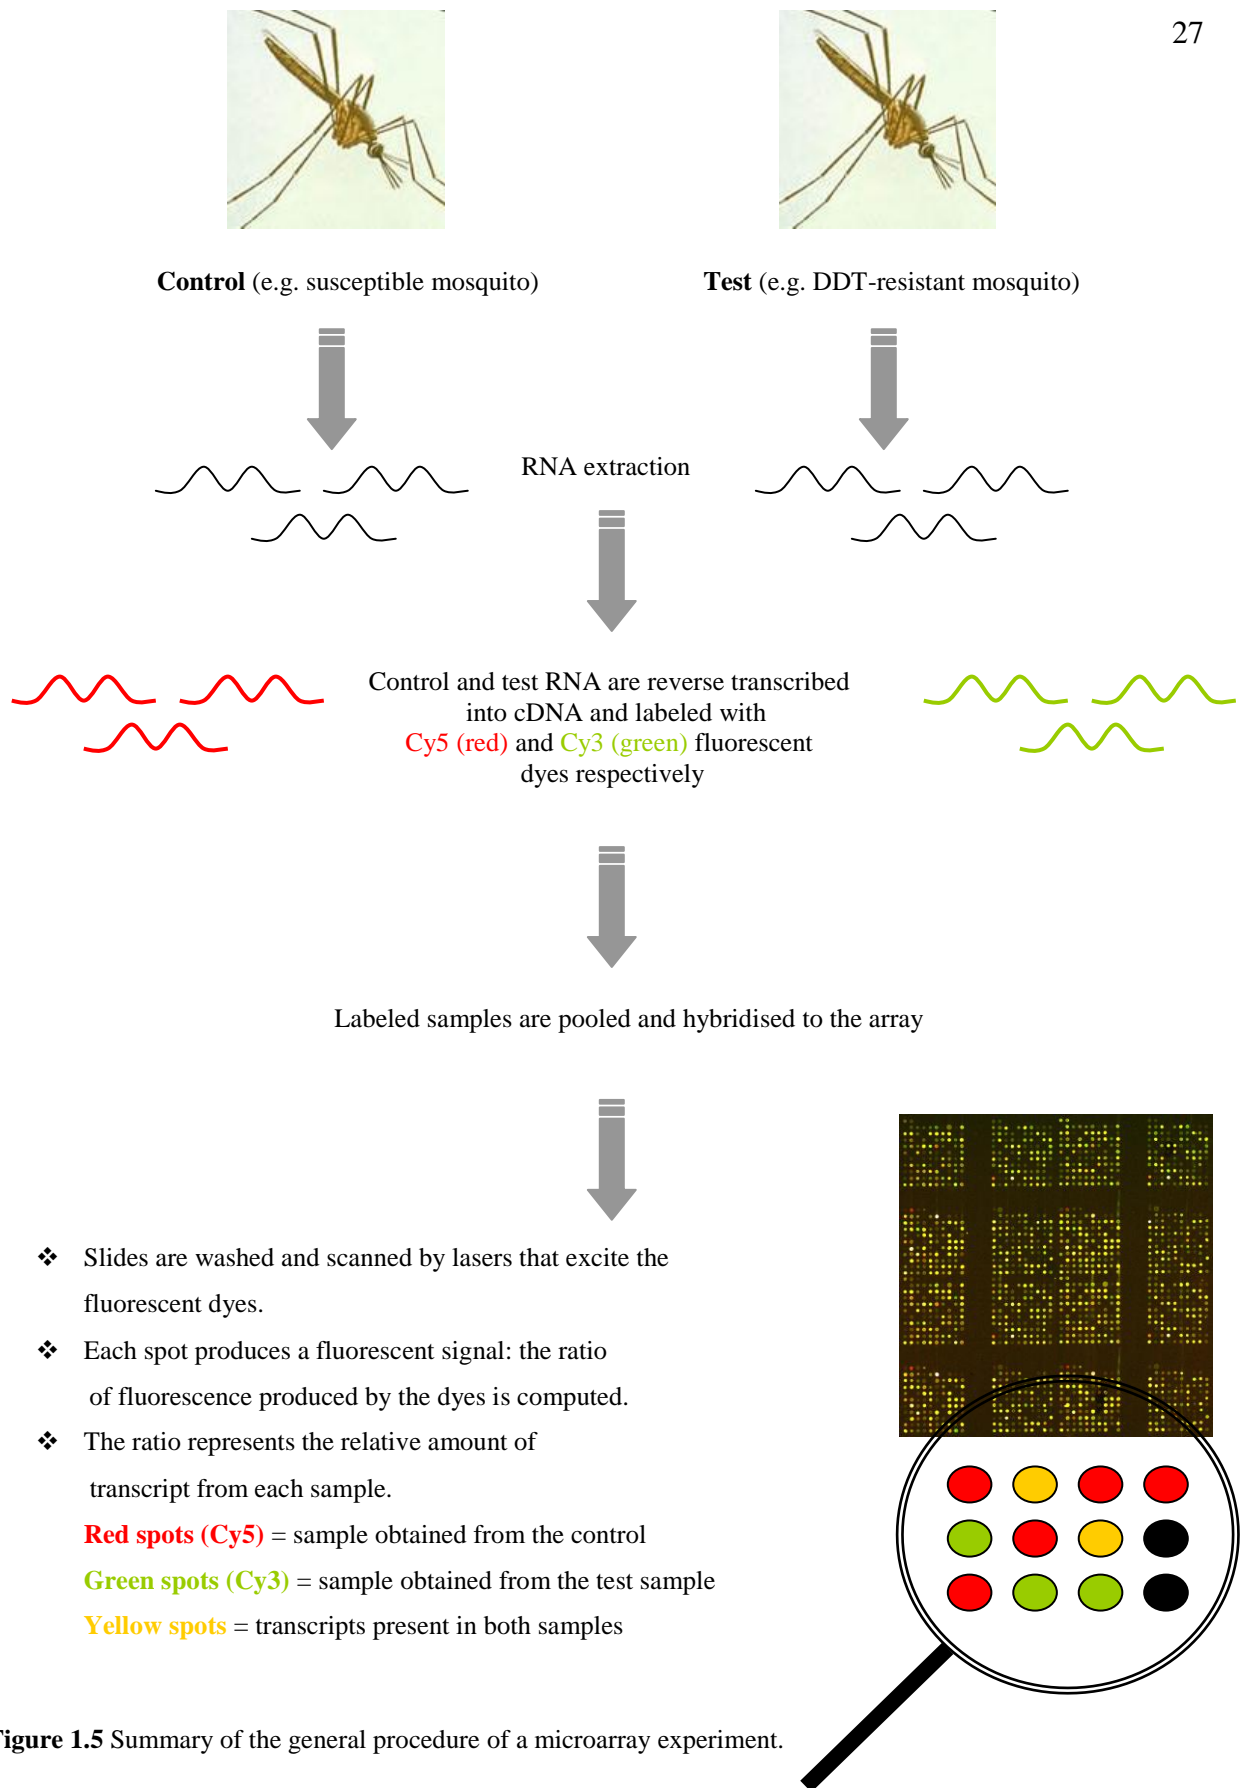 27
Control (e.g. susceptible mosquito)
Test (e.g. DDT-resistant mosquito)
RNA extraction
Control and test RNA are reverse transcribed
into cDNA and labeled with
Cy5 (red) and Cy3 (green) fluorescent
dyes respectively
Labeled samples are pooled and hybridised to the array
❖ Slides are washed and scanned by lasers that excite the
fluorescent dyes.
❖ Each spot produces a fluorescent signal: the ratio
of fluorescence produced by the dyes is computed.
❖ The ratio represents the relative amount of
transcript from each sample.
Red spots (Cy5) = sample obtained from the control
Green spots (Cy3) = sample obtained from the test sample
Yellow spots = transcripts present in both samples
Figure 1.5 Summary of the general procedure of a microarray experiment.